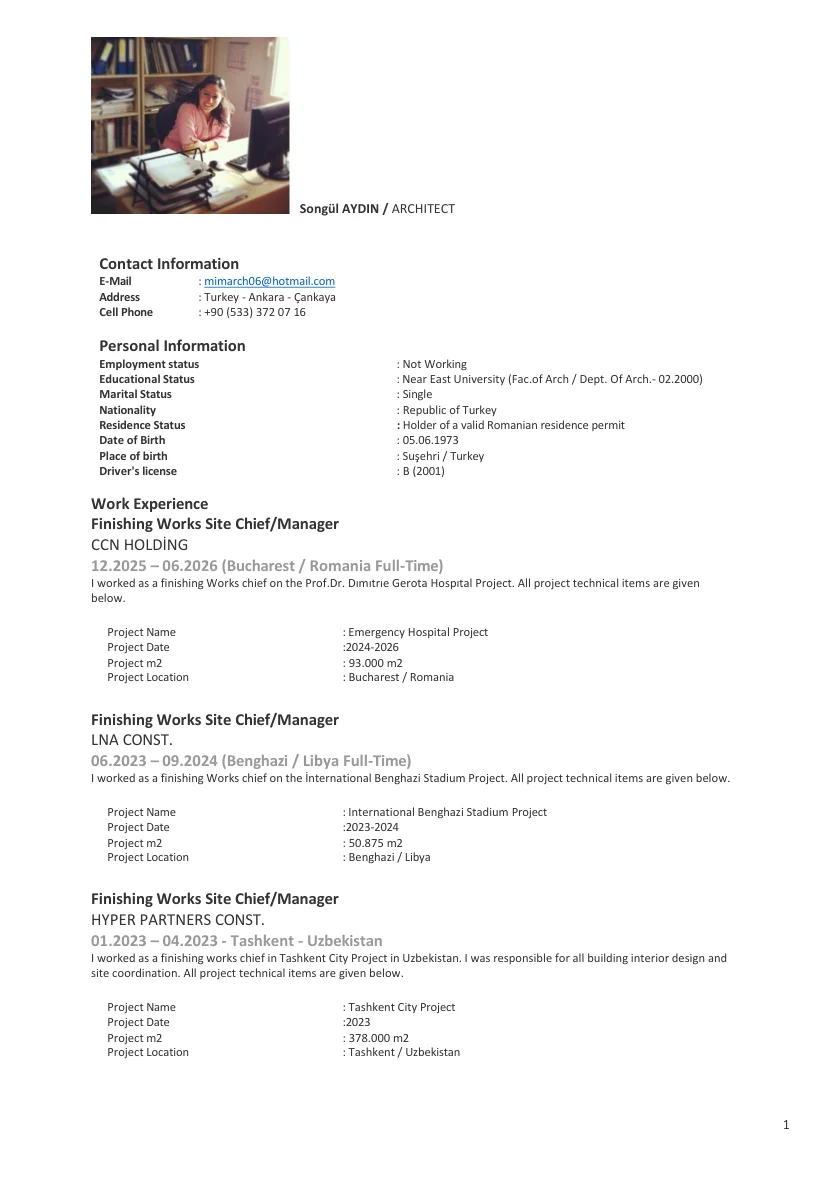 Songül AYDIN / ARCHITECT
Contact Information
E-Mail : mimarch06@hotmail.com
Address : Turkey - Ankara - Çankaya
Cell Phone : +90 (533) 372 07 16
Personal Information
Employment status : Not Working
Educational Status : Near East University (Fac.of Arch / Dept. Of Arch.- 02.2000)
Marital Status : Single
Nationality : Republic of Turkey
Residence Status : Holder of a valid Romanian residence permit
Date of Birth : 05.06.1973
Place of birth : Suşehri / Turkey
Driver's license : B (2001)
Work Experience
Finishing Works Site Chief/Manager
CCN HOLDİNG
12.2025 – 06.2026 (Bucharest / Romania Full-Time)
I worked as a finishing Works chief on the Prof.Dr. Dımıtrıe Gerota Hospıtal Project. All project technical items are given
below.
Project Name : Emergency Hospital Project
Project Date :2024-2026
Project m2 : 93.000 m2
Project Location : Bucharest / Romania
Finishing Works Site Chief/Manager
LNA CONST.
06.2023 – 09.2024 (Benghazi / Libya Full-Time)
I worked as a finishing Works chief on the İnternational Benghazi Stadium Project. All project technical items are given below.
Project Name : International Benghazi Stadium Project
Project Date :2023-2024
Project m2 : 50.875 m2
Project Location : Benghazi / Libya
Finishing Works Site Chief/Manager
HYPER PARTNERS CONST.
01.2023 – 04.2023 - Tashkent - Uzbekistan
I worked as a finishing works chief in Tashkent City Project in Uzbekistan. I was responsible for all building interior design and
site coordination. All project technical items are given below.
Project Name : Tashkent City Project
Project Date :2023
Project m2 : 378.000 m2
Project Location : Tashkent / Uzbekistan
1